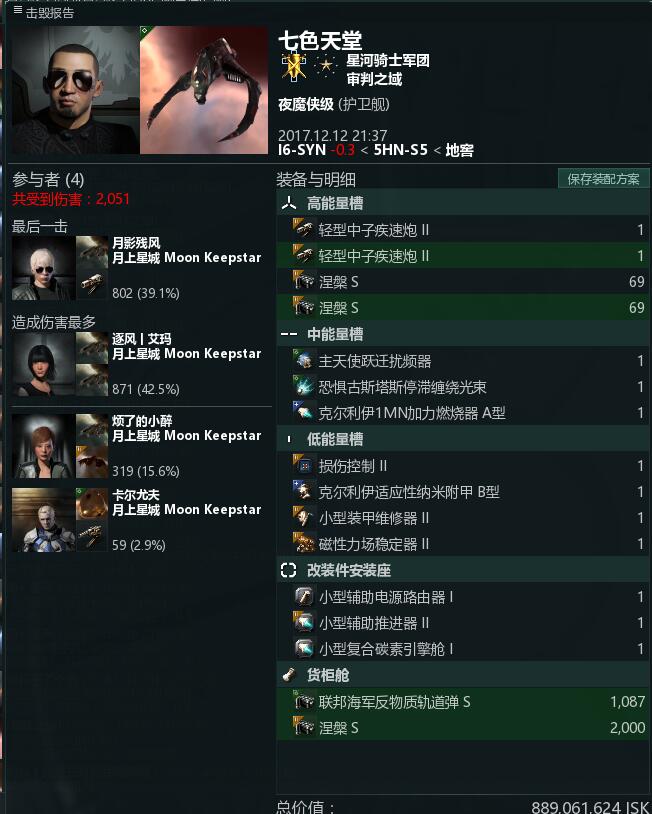 击毁报告
七色天堂
星河骑士军团
审判之域
夜魔侠级 (护卫舰)
2017.12.12 21:37
I6-SYN -0.3 < 5HN-S5 < 地窖
参与者 (4)
共受到伤害：2,051
最后一击
月影残风
月上星城 Moon Keepstar
802 (39.1%)
造成伤害最多
逐风丨艾玛
月上星城 Moon Keepstar
871 (42.5%)
烦了的小醉
月上星城 Moon Keepstar
319 (15.6%)
卡尔尤夫
月上星城 Moon Keepstar
59 (2.9%)
装备与明细
保存装配方案
高能量槽
轻型中子疾速炮 II 1
轻型中子疾速炮 II 1
涅槃 S 69
涅槃 S 69
中能量槽
主天使跃迁扰频器 1
恐惧古斯塔斯停滞缠绕光束 1
克尔利伊1MN加力燃烧器 A型 1
低能量槽
损伤控制 II 1
克尔利伊适应性纳米附甲 B型 1
小型装甲维修器 II 1
磁性力场稳定器 II 1
改装件安装座
小型辅助电源路由器 I 1
小型辅助推进器 II 1
小型复合碳素引擎舱 I 1
货柜舱
联邦海军反物质轨道弹 S 1,087
涅槃 S 2,000
总价值： 889,061,624 ISK